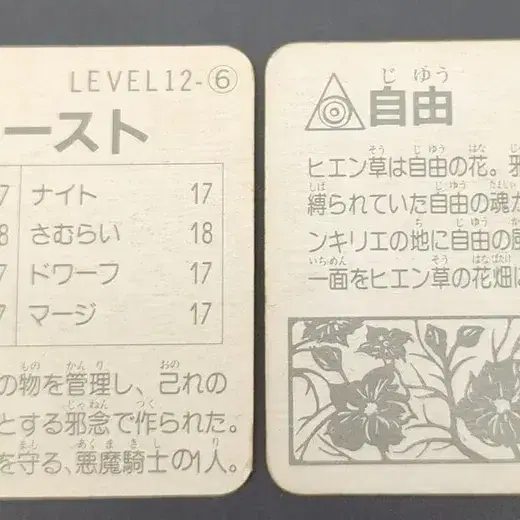 LEVEL12-⑥
ースト
7 ナイト 17
8 さむらい 18
7 ドワーフ 17
7 マージ 17
の物を管理し、己れの
とする邪念で作られた。
を守る、悪魔騎士の1人。
自由
ヒエン草は自由の花。邪
縛られていた自由の魂が
ンキリエの地に自由の風
一面をヒエン草の花畑に